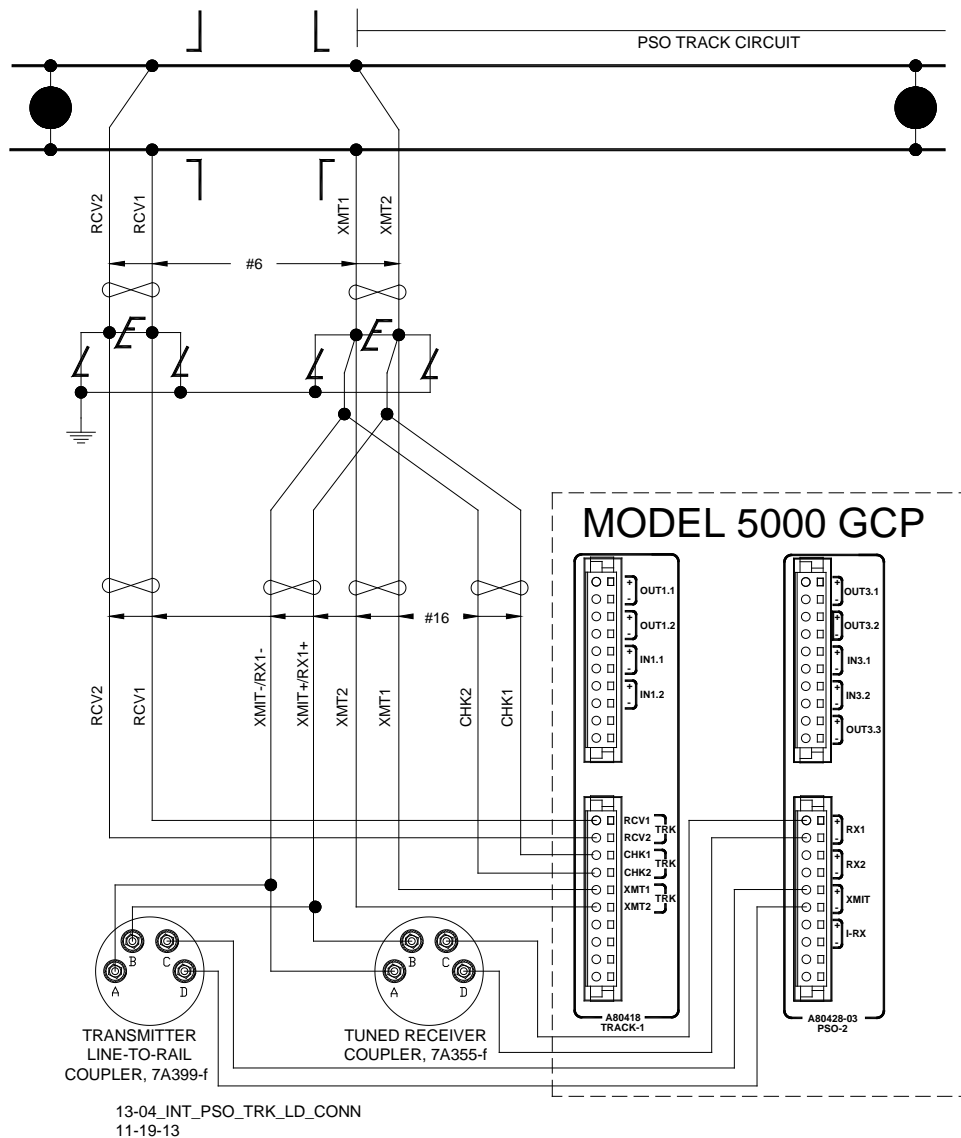 PSO TRACK CIRCUIT
RCV2
RCV1
XMT1
XMT2
#6
MODEL 5000 GCP
+
-
OUT1.1
+
-
OUT1.2
+
-
IN1.1
+
-
IN1.2
+
-
OUT3.1
+
-
OUT3.2
+
-
IN3.1
+
-
IN3.2
+
-
OUT3.3
#16
RCV2
RCV1
XMIT-/RX1-
XMIT+/RX1+
XMT2
XMT1
CHK2
CHK1
RCV1
RCV2
TRK
CHK1
CHK2
TRK
XMT1
XMT2
TRK
+
-
RX1
+
-
RX2
+
-
XMIT
+
-
I-RX
A
B
C
D
A
B
C
D
A80418
TRACK-1
A80428-03
PSO-2
TRANSMITTER
LINE-TO-RAIL
COUPLER, 7A399-f
TUNED RECEIVER
COUPLER, 7A355-f
13-04_INT_PSO_TRK_LD_CONN
11-19-13